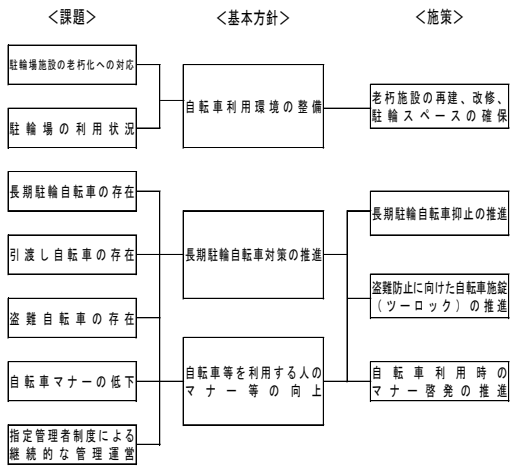 ＜課題＞
＜基本方針＞
＜施策＞
駐輪場施設の老朽化への対応
駐輪場の利用状況
自転車利用環境の整備
老朽施設の再建、改修、
駐輪スペースの確保
長期駐輪自転車の存在
引渡し自転車の存在
盗難自転車の存在
自転車マナーの低下
指定管理者制度による
継続的な管理運営
長期駐輪自転車対策の推進
自転車等を利用する人の
マナー等の向上
長期駐輪自転車抑止の推進
盗難防止に向けた自転車施錠
（ツーロック）の推進
自転車利用時の
マナー啓発の推進